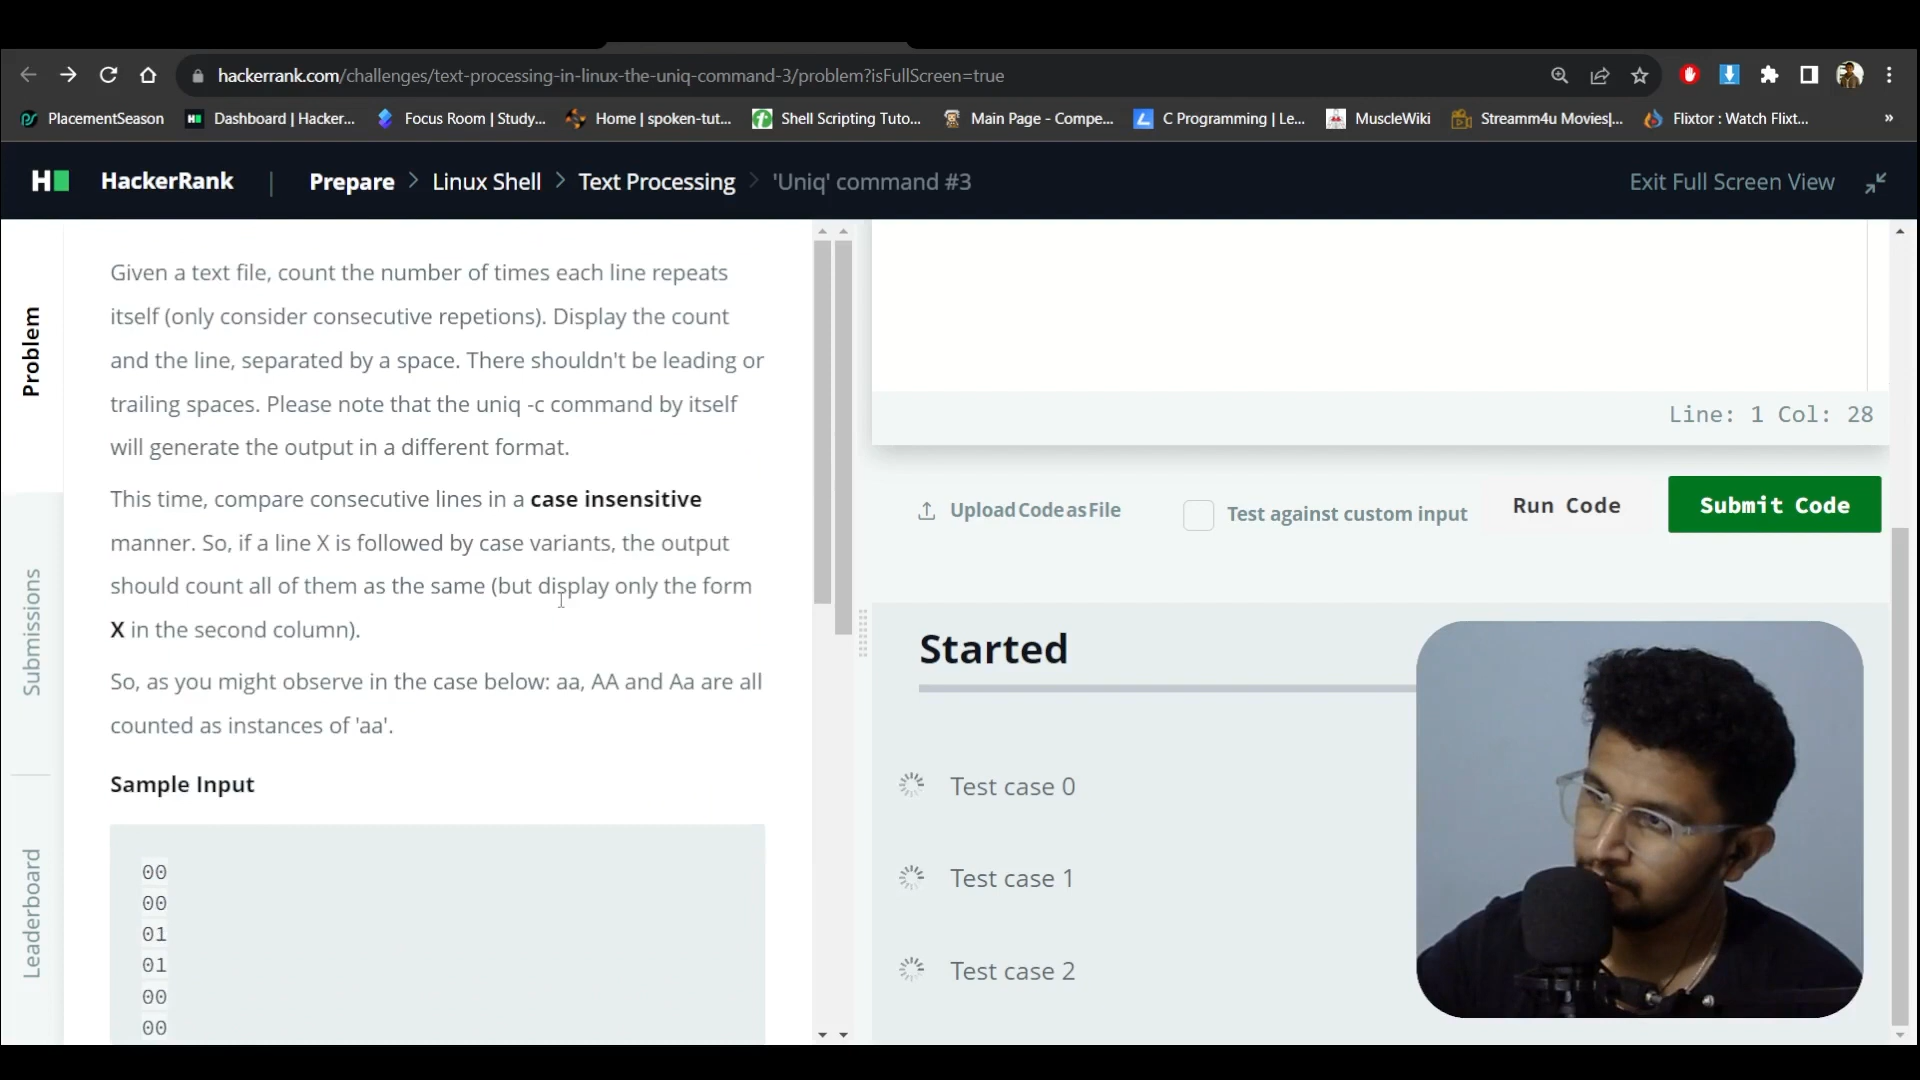 hackerrank.com/challenges/text-processing-in-linux-the-uniq-command-3/problem?isFullScreen=true
PlacementSeason
Dashboard | Hacker...
Focus Room | Study...
Home | spoken-tut...
Shell Scripting Tuto...
Main Page - Compe...
C Programming | Le...
MuscleWiki
Streamm4u Movies|...
Flixtor : Watch Flixt...
»
HackerRank | Prepare > Linux Shell > Text Processing > 'Uniq' command #3
Exit Full Screen View
Problem
Submissions
Leaderboard
Given a text file, count the number of times each line repeats
itself (only consider consecutive repetions). Display the count
and the line, separated by a space. There shouldn't be leading or
trailing spaces. Please note that the uniq -c command by itself
will generate the output in a different format.
This time, compare consecutive lines in a case insensitive
manner. So, if a line X is followed by case variants, the output
should count all of them as the same (but display only the form
X in the second column).
So, as you might observe in the case below: aa, AA and Aa are all
counted as instances of 'aa'.
Sample Input
00
00
01
01
00
00
Line: 1 Col: 28
Upload Code as File
Test against custom input
Run Code
Submit Code
Started
Test case 0
Test case 1
Test case 2